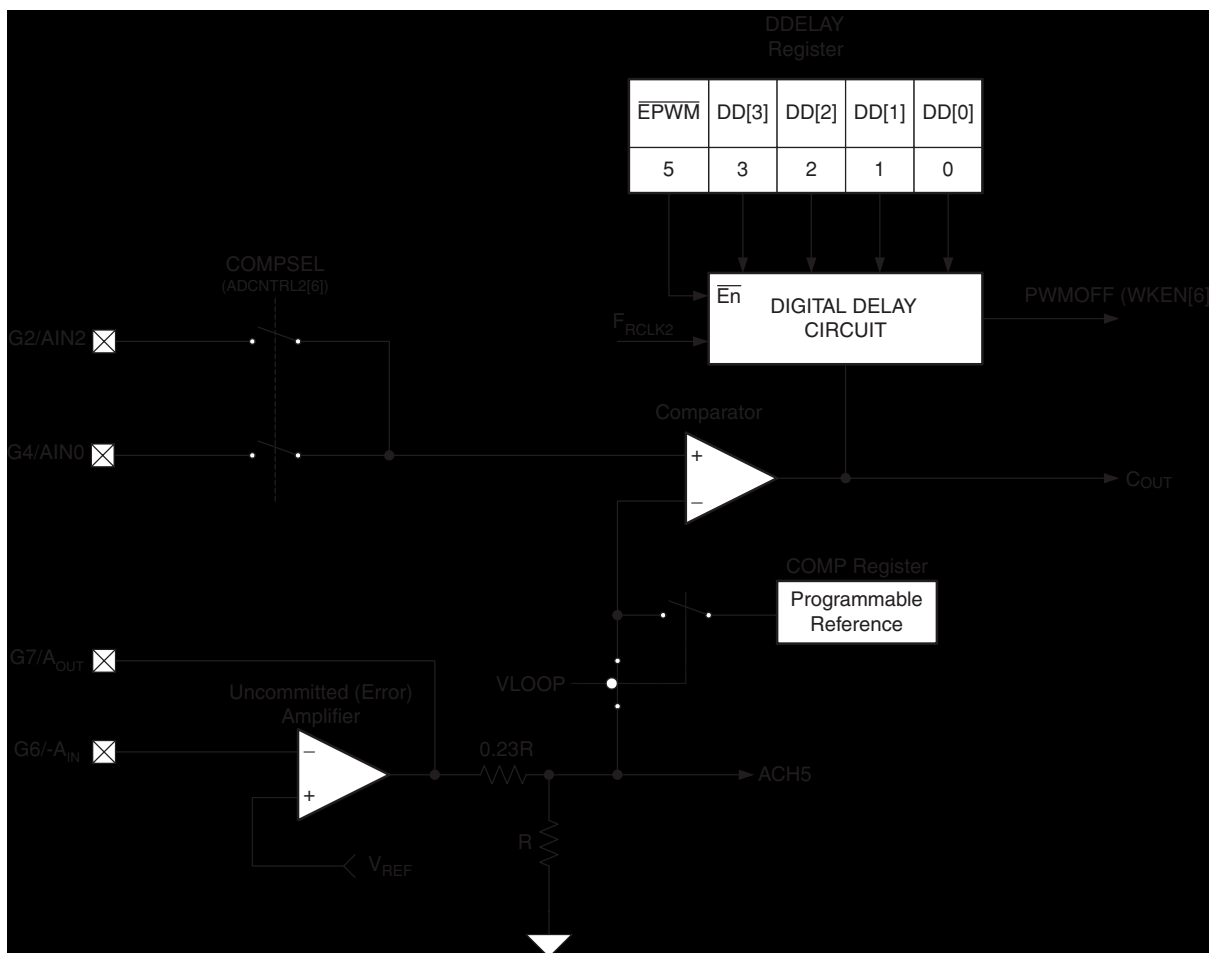 DDELAY
Register
EPWM DD[3] DD[2] DD[1] DD[0]
5 3 2 1 0
COMPSEL
(ADCNTRL2[6])
En
DIGITAL DELAY
CIRCUIT
PWMOFF (WKEN[6]
FRCLK2
G2/AIN2
G4/AIN0
Comparator
+
−
COUT
COMP Register
Programmable
Reference
G7/AOUT
VLOOP
Uncommitted (Error)
Amplifier
G6/-AIN
−
+
0.23R
ACH5
R
VREF